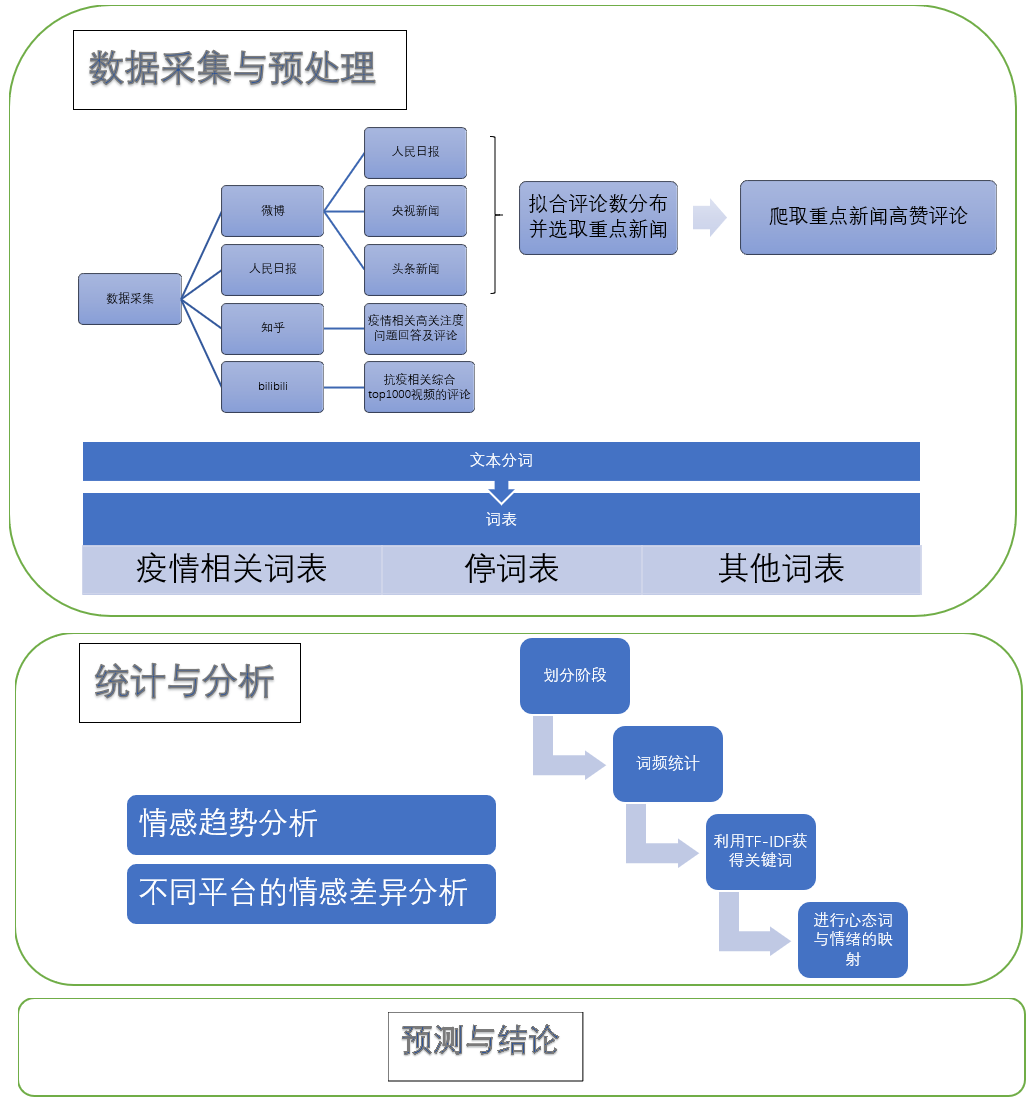 数据采集与预处理
数据采集
微博
人民日报
知乎
bilibili
人民日报
央视新闻
头条新闻
疫情相关高关注度
问题回答及评论
抗疫相关综合
top1000视频的评论
拟合评论数分布
并选取重点新闻
爬取重点新闻高赞评论
文本分词
词表
疫情相关词表
停词表
其他词表
统计与分析
情感趋势分析
不同平台的情感差异分析
划分阶段
词频统计
利用TF-IDF获
得关键词
进行心态词
与情绪的映
射
预测与结论